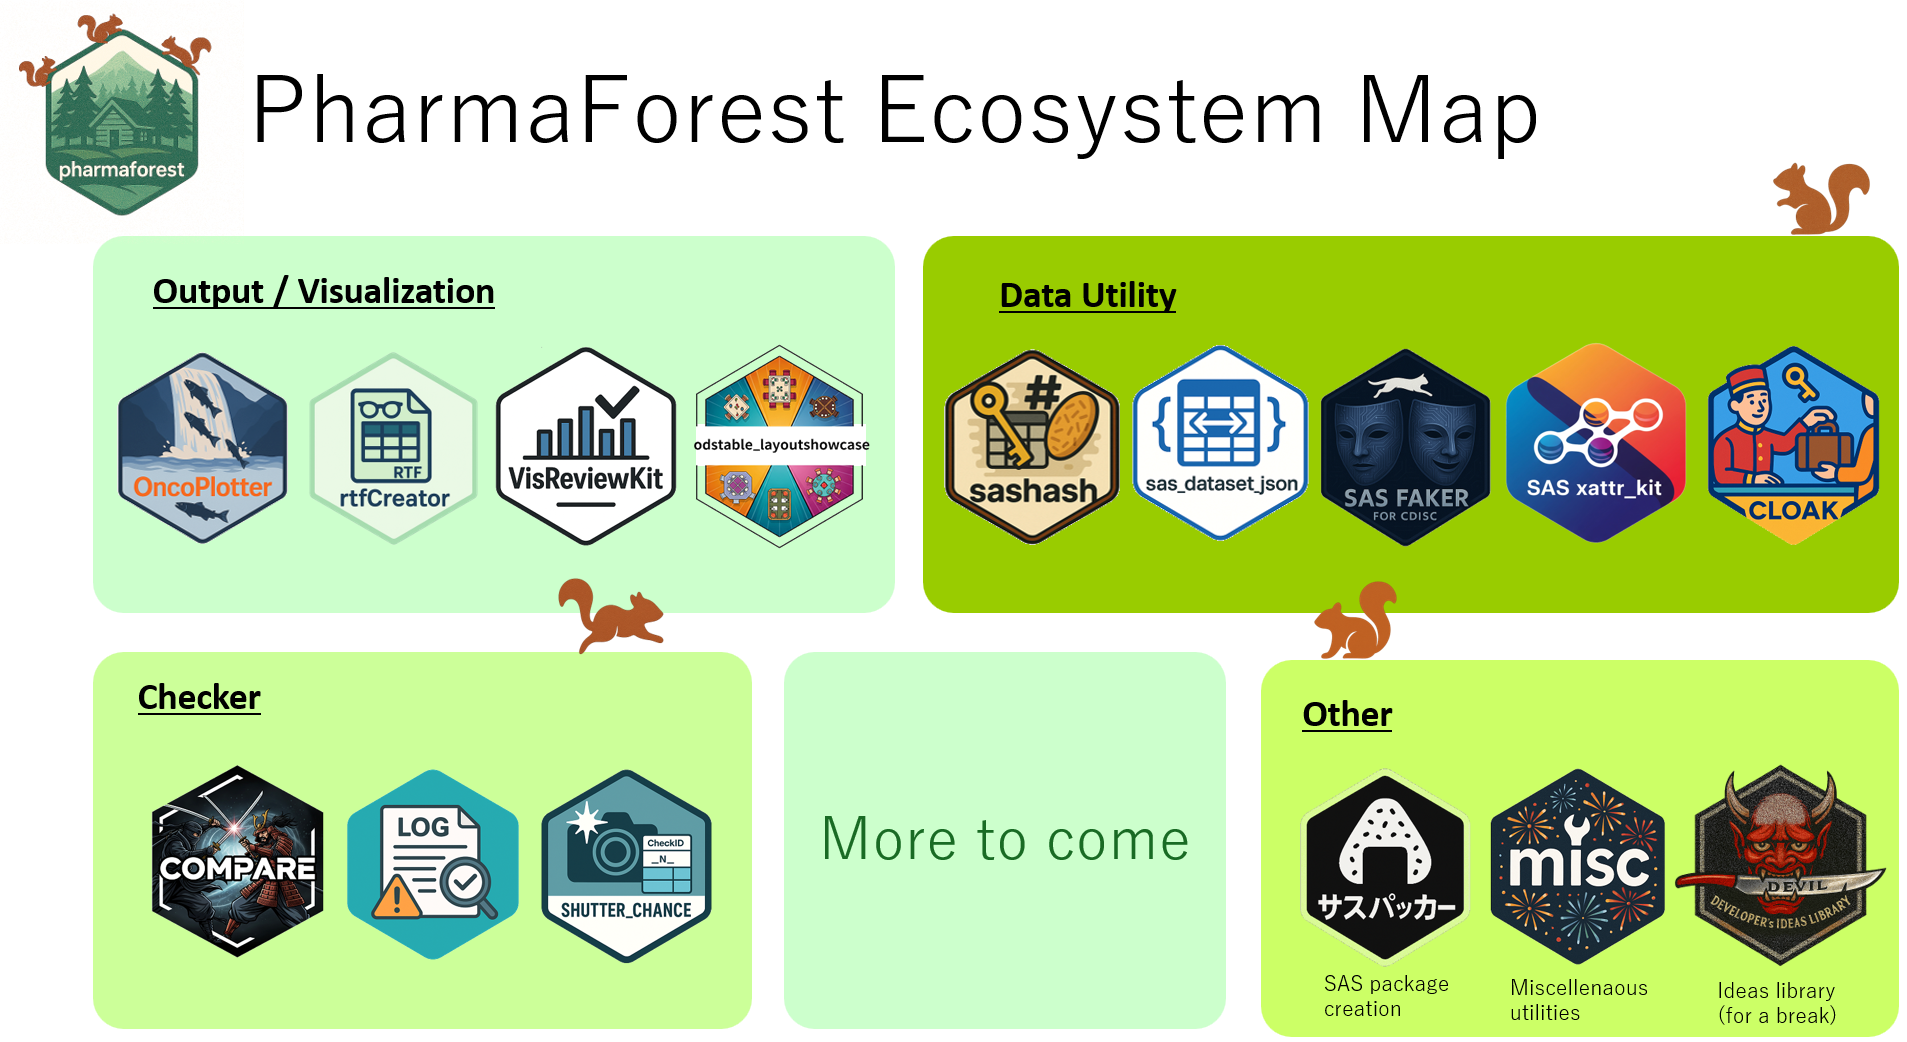 pharmaforest
PharmaForest Ecosystem Map
Output / Visualization
OncoPlotter
RTF
rtfCreator
VisReviewKit
odstable_layoutshowcase
Data Utility
#
sashash
{ }
sas_dataset_json
SAS FAKER
FOR CDISC
SAS xattr_kit
CLOAK
Checker
COMPARE
LOG
CheckID
_N_
SHUTTER_CHANCE
More to come
Other
サスパッカー
SAS package
creation
misc
Miscellenaous
utilities
DEVIL
DEVELOPER's IDEAS LIBRARY
Ideas library
(for a break)